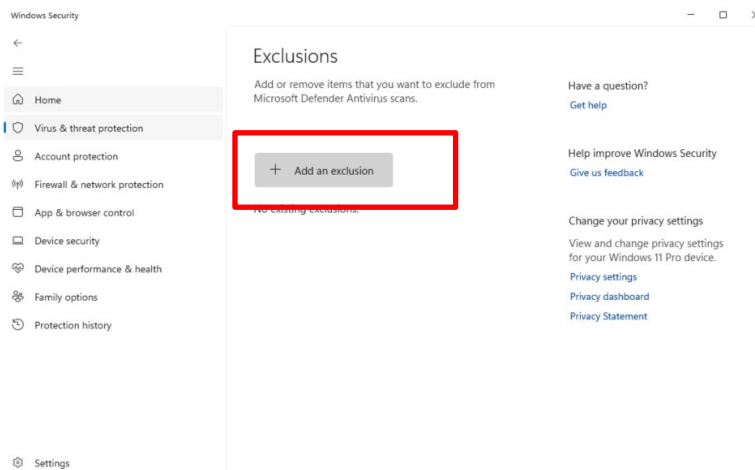 Windows Security
Home
Virus & threat protection
Account protection
Firewall & network protection
App & browser control
Device security
Device performance & health
Family options
Protection history
Settings
Exclusions
Add or remove items that you want to exclude from
Microsoft Defender Antivirus scans.
Add an exclusion
No existing exclusions.
Have a question?
Get help
Help improve Windows Security
Give us feedback
Change your privacy settings
View and change privacy settings
for your Windows 11 Pro device.
Privacy settings
Privacy dashboard
Privacy Statement